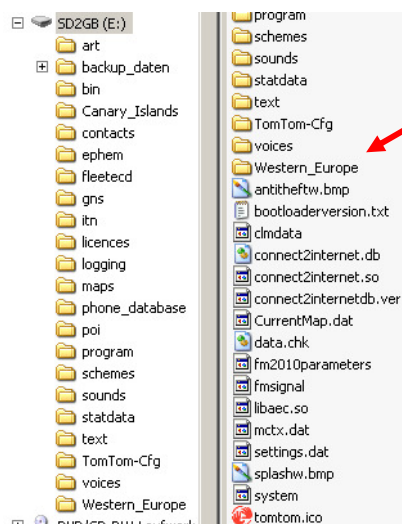 SD2GB (E:)
art
backup_daten
bin
Canary_Islands
contacts
ephem
fleetecd
gns
itn
licences
logging
maps
phone_database
poi
program
schemes
sounds
statdata
text
TomTom-Cfg
voices
Western_Europe
program
schemes
sounds
statdata
text
TomTom-Cfg
voices
Western_Europe
antitheftw.bmp
bootloaderversion.txt
clmdata
connect2internet.db
connect2internet.so
connect2internetdb.ver
CurrentMap.dat
data.chk
fm2010parameters
fmsignal
libaec.so
mctx.dat
settings.dat
splashw.bmp
system
tomtom.ico